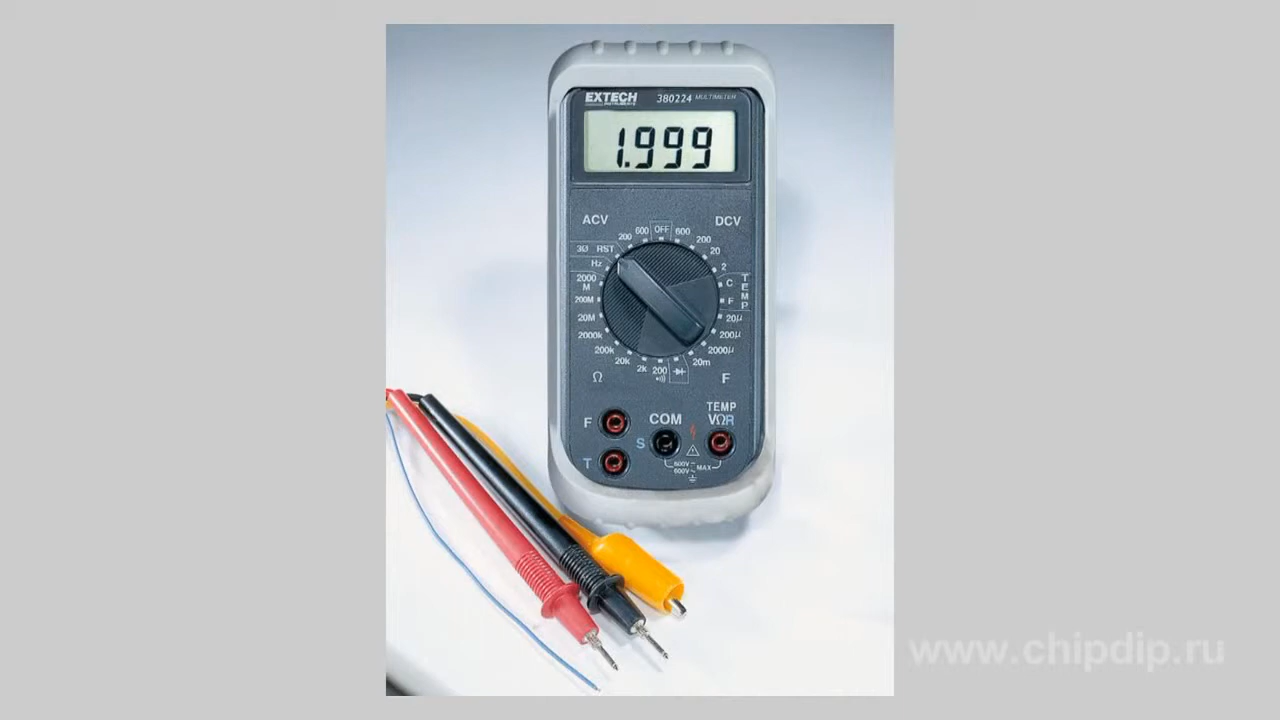 EXTECH 380224 MULTIMETER
INSTRUMENTS
1.999
ACV DCV
200 600 OFF 600 200 20 2
3Ø RST
Hz
C F TEMP
2000
M
200M
20M
2000k
200k
20k
2k
200
20µ
200µ
2000µ
20m
Ω F
F COM TEMP
VΩR
S
T
600V MAX
600V
www.chipdip.ru